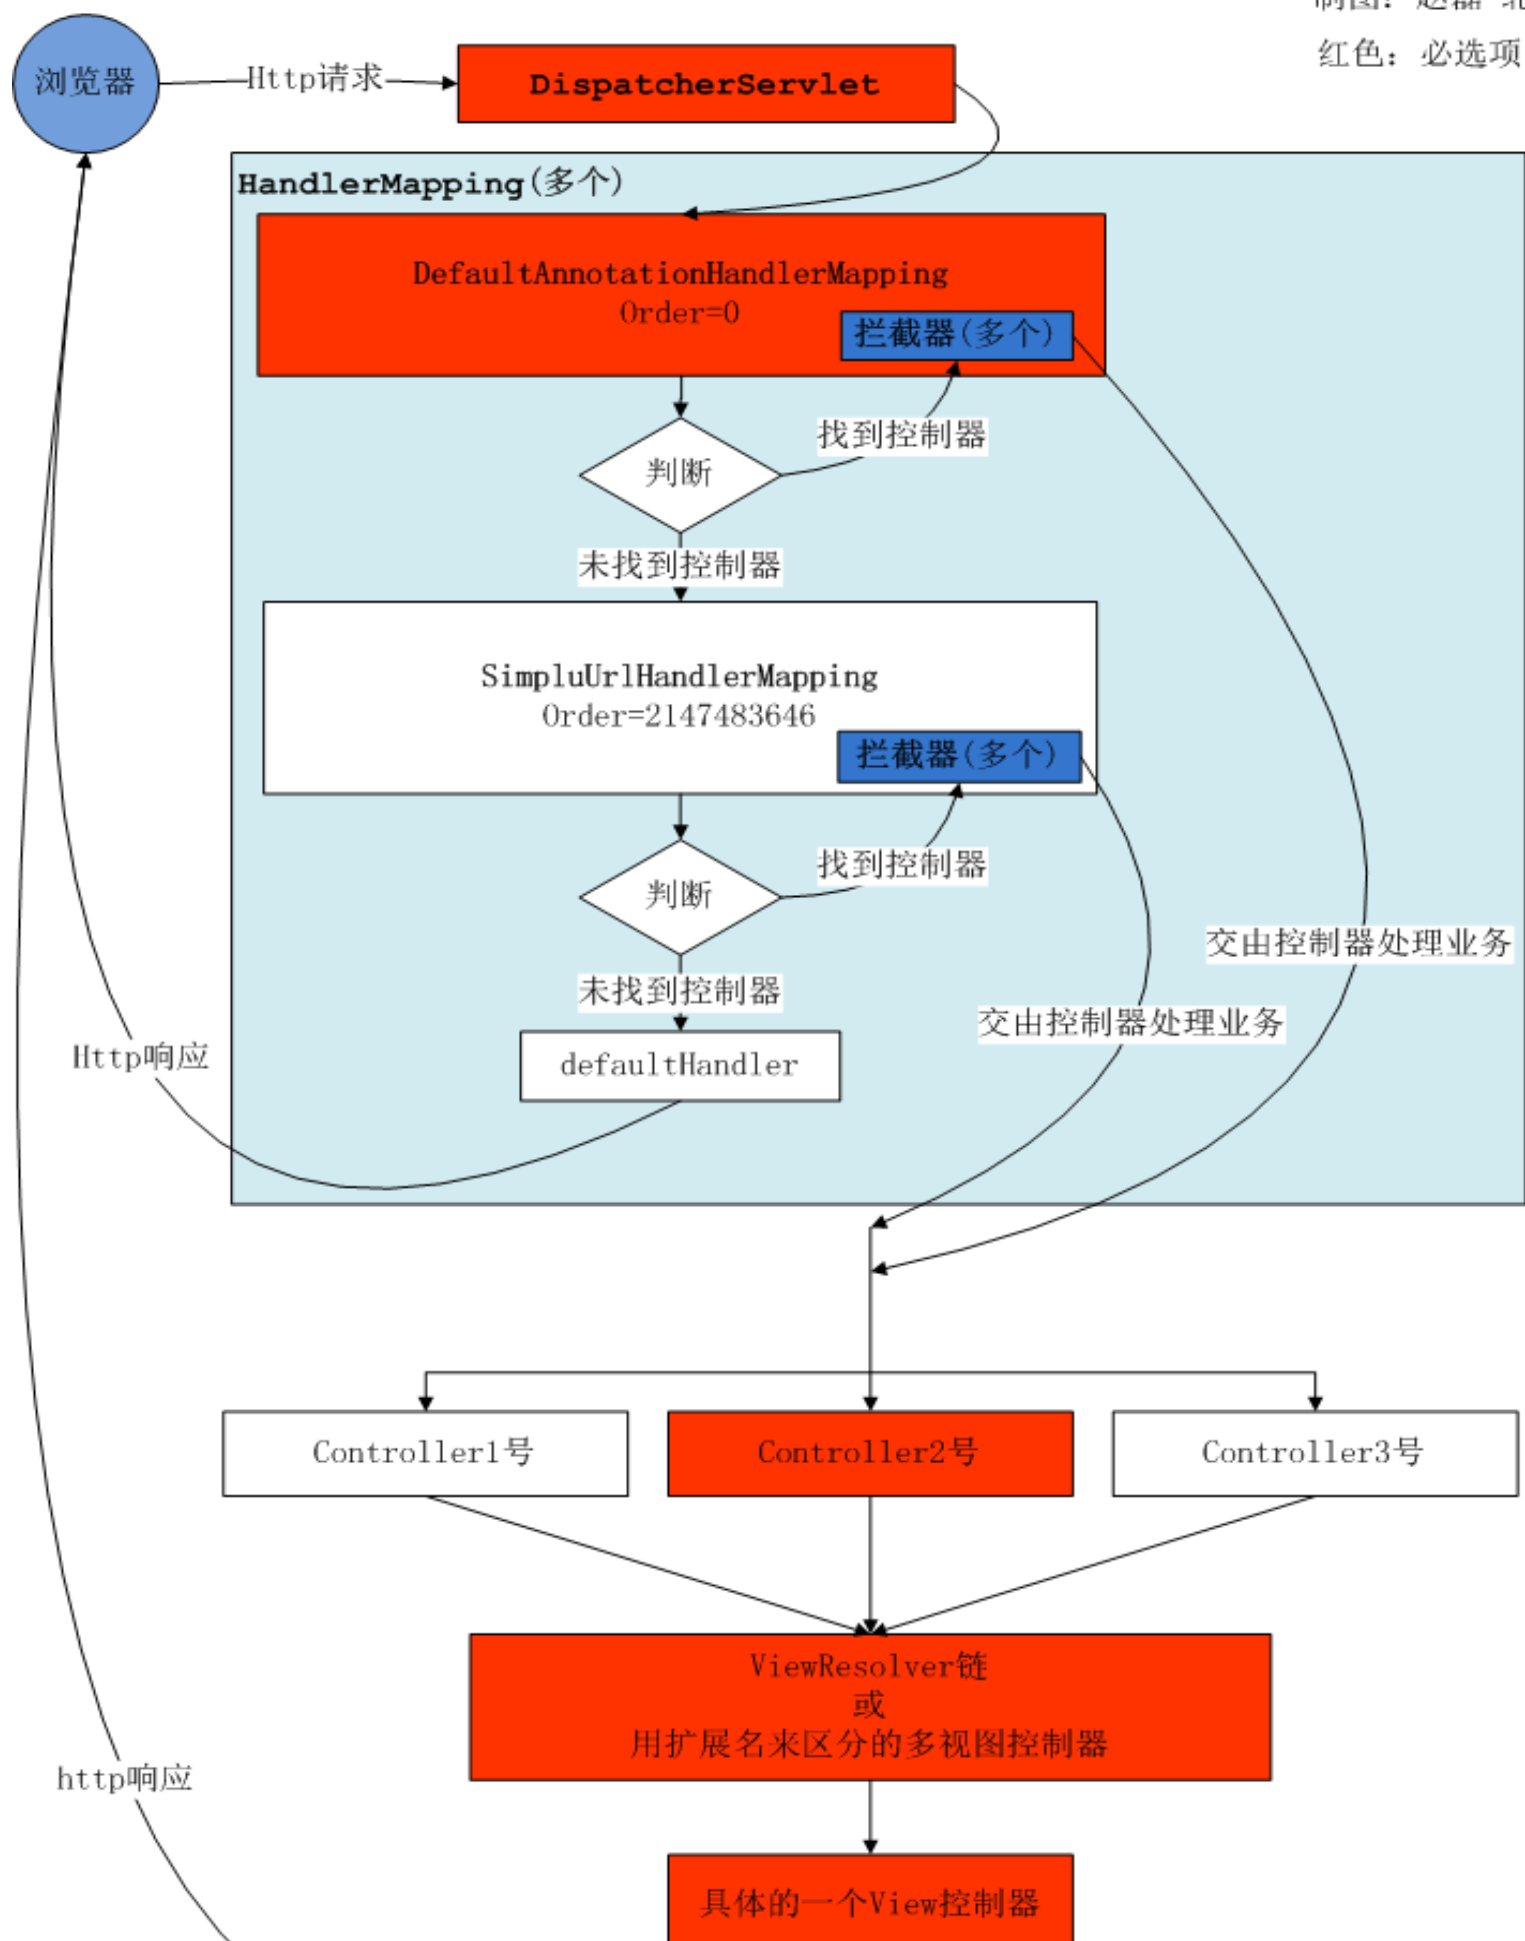 制图：赵磊
红色：必选项
浏览器
Http请求
DispatcherServlet
HandlerMapping(多个)
DefaultAnnotationHandlerMapping
Order=0
拦截器(多个)
找到控制器
判断
未找到控制器
SimpluUrlHandlerMapping
Order=2147483646
拦截器(多个)
找到控制器
判断
交由控制器处理业务
未找到控制器
交由控制器处理业务
Http响应
defaultHandler
Controller1号
Controller2号
Controller3号
ViewResolver链
或
用扩展名来区分的多视图控制器
http响应
具体的一个View控制器